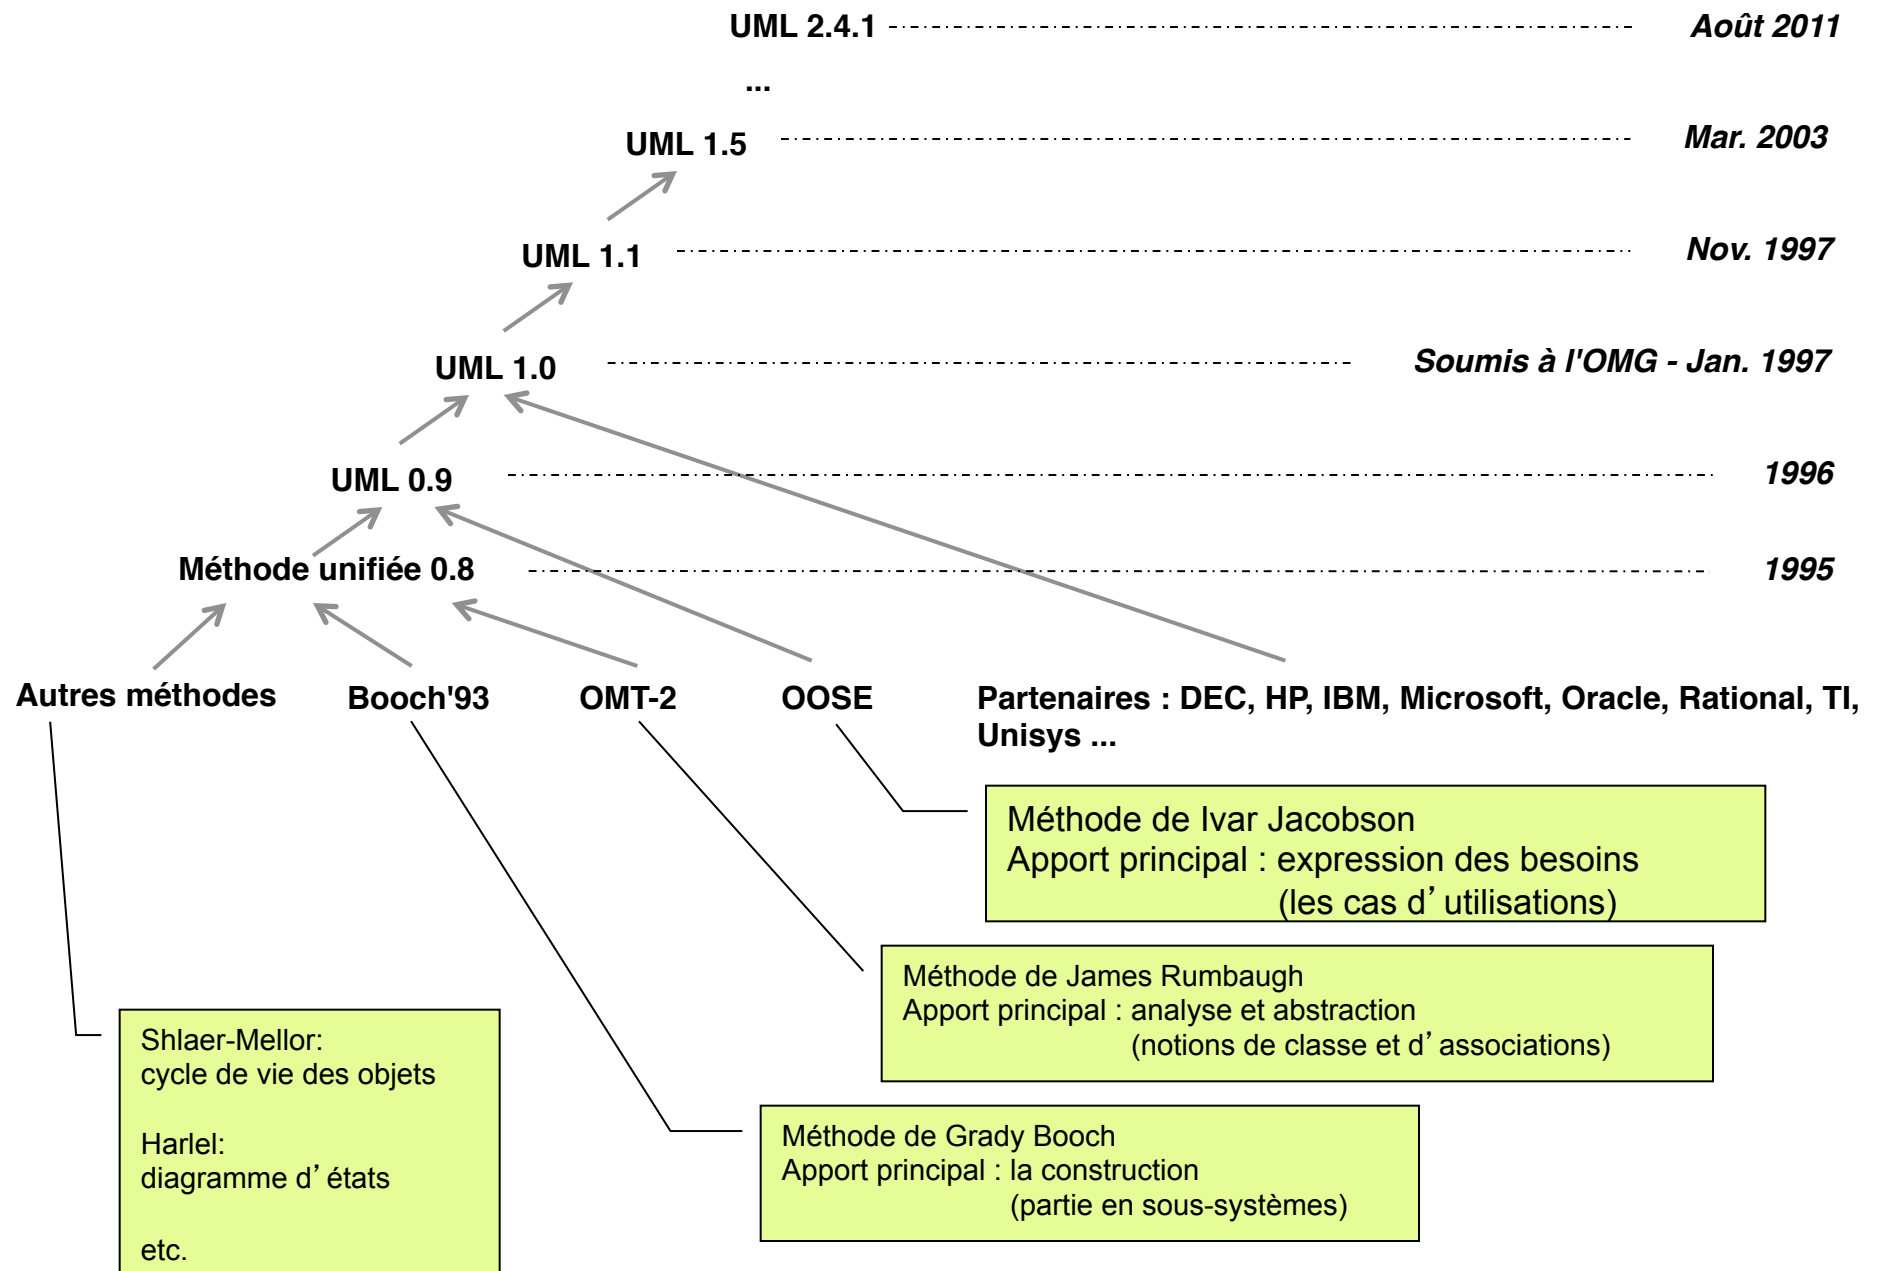 UML 2.4.1 Août 2011
...
UML 1.5 Mar. 2003
UML 1.1 Nov. 1997
UML 1.0 Soumis à l'OMG - Jan. 1997
UML 0.9 1996
Méthode unifiée 0.8 1995
Autres méthodes Booch'93 OMT-2 OOSE Partenaires : DEC, HP, IBM, Microsoft, Oracle, Rational, TI,
Unisys ...
Méthode de Ivar Jacobson
Apport principal : expression des besoins
(les cas d’utilisations)
Méthode de James Rumbaugh
Apport principal : analyse et abstraction
(notions de classe et d’associations)
Shlaer-Mellor:
cycle de vie des objets
Harlel:
diagramme d’états
etc.
Méthode de Grady Booch
Apport principal : la construction
(partie en sous-systèmes)